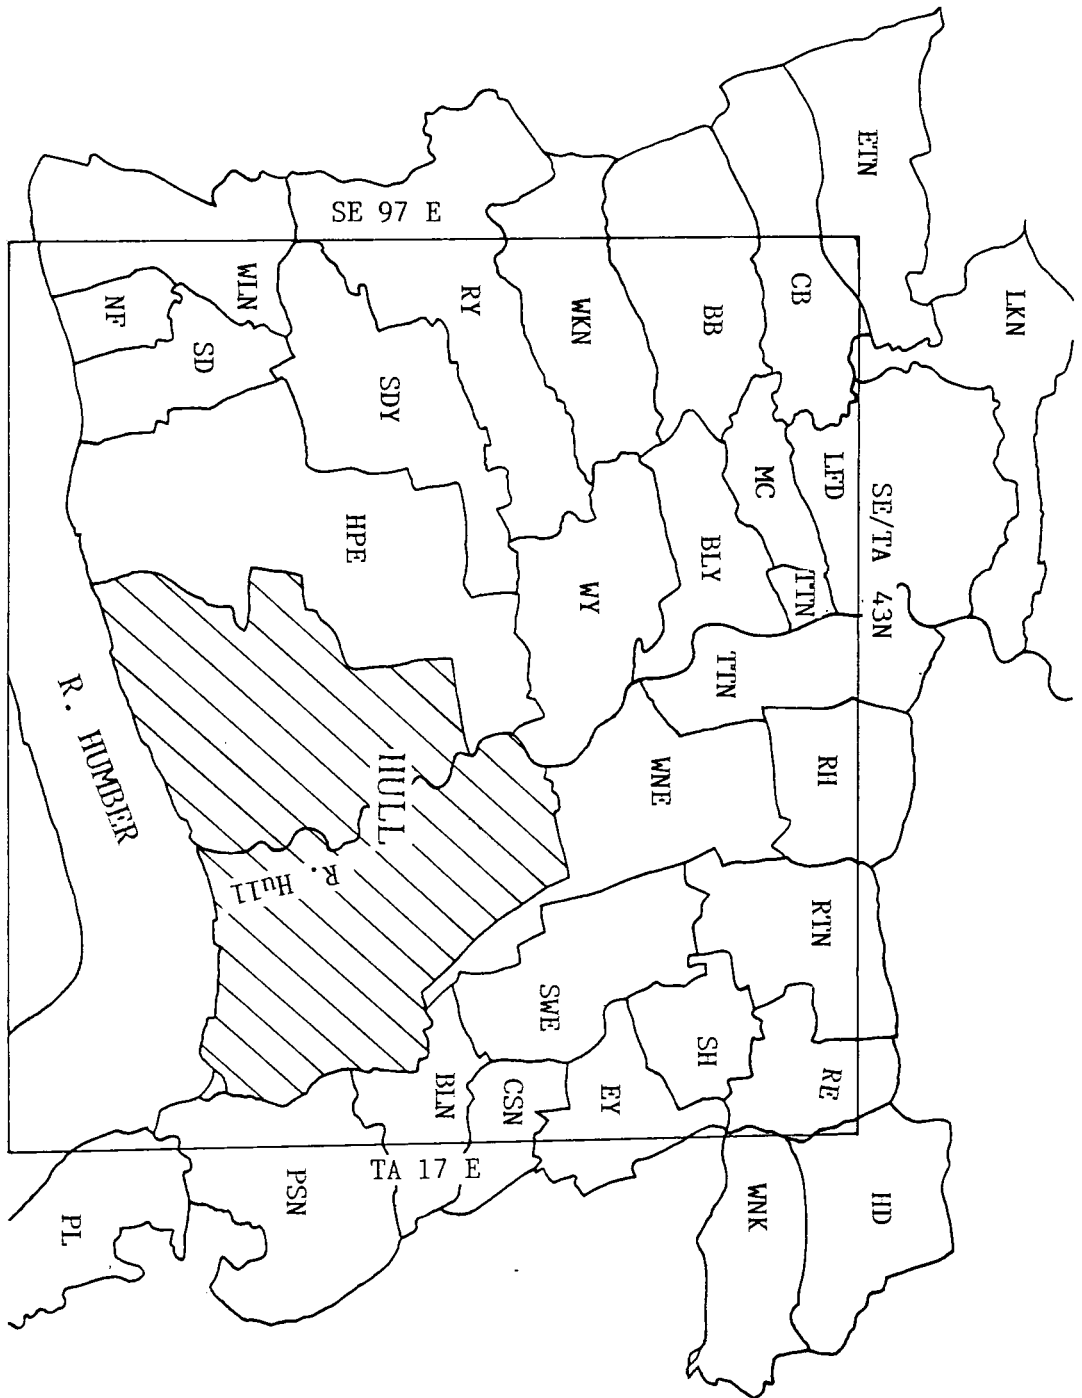 ETN
LKN
SE 97 E
CB
LFD
SE/TA 43N
WLN
RY
WKN
BB
NF
SD
SDY
MC
BLY
TTN
HPE
WY
TTN
R. HUMBER
HULL
R. Hull
WNE
RH
RTN
SWE
SH
RE
BLN
CSN
EY
TA 17 E
PSN
PL
WNK
HD